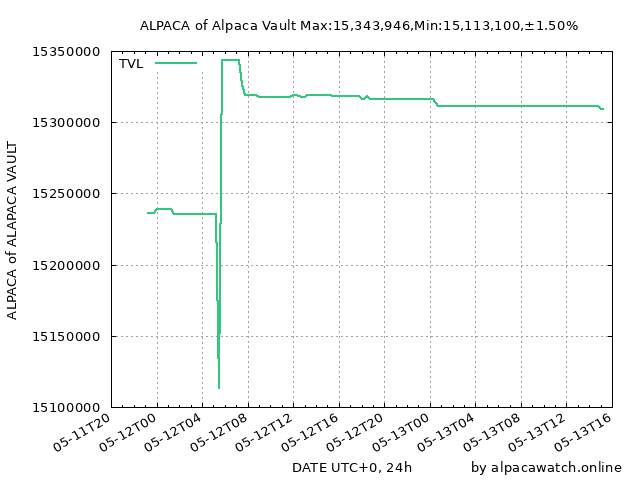 ALPACA of Alpaca Vault Max:15,343,946,Min:15,113,100,±1.50%
TVL
15350000
15300000
15250000
15200000
15150000
15100000
ALPACA of ALAPACA VAULT
05-11T20
05-12T00
05-12T04
05-12T08
05-12T12
05-12T16
05-12T20
05-13T00
05-13T04
05-13T08
05-13T12
05-13T16
DATE UTC+0, 24h
by alpacawatch.online